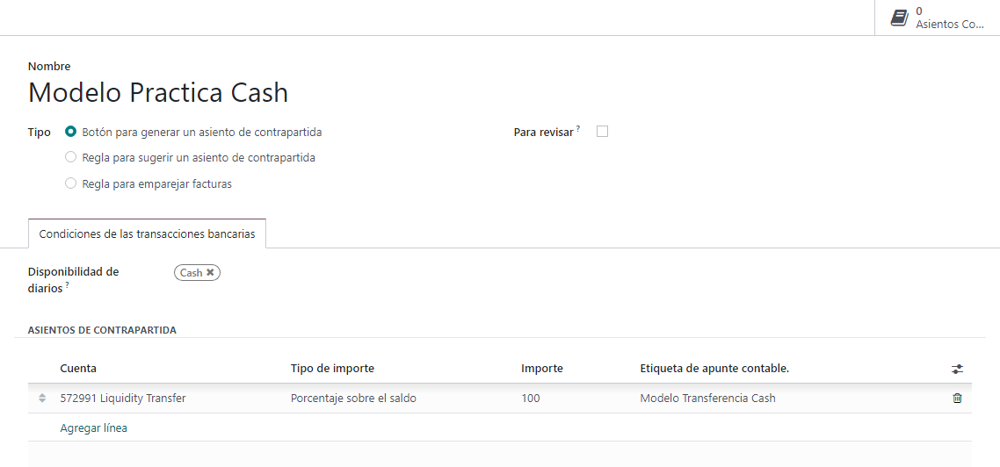 0
Asientos Co...
Nombre
Modelo Practica Cash
Tipo Botón para generar un asiento de contrapartida Para revisar ?
Regla para sugerir un asiento de contrapartida
Regla para emparejar facturas
Condiciones de las transacciones bancarias
Disponibilidad de Cash ✖
diarios ?
ASIENTOS DE CONTRAPARTIDA
Cuenta Tipo de importe Importe Etiqueta de apunte contable.
572991 Liquidity Transfer Porcentaje sobre el saldo 100 Modelo Transferencia Cash
Agregar línea